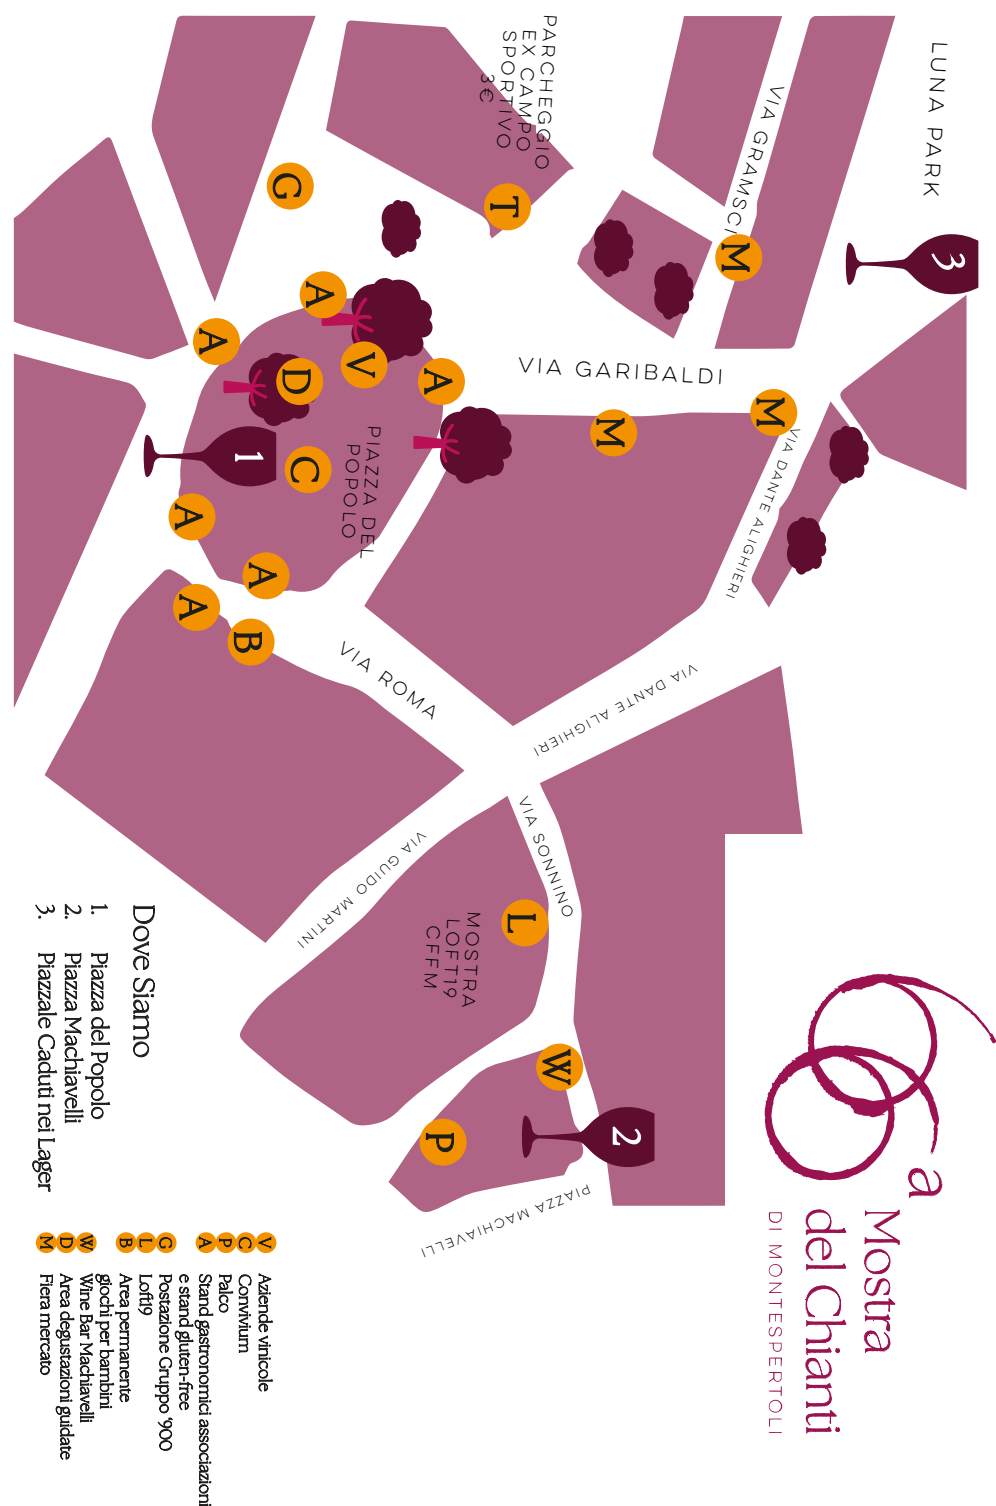 LUNA PARK
3
VIA GRAMSCI
M
PARCHEGGIO
EX CAMPO
SPORTIVO
3€
T
G
A
A
V
D
A
VIA GARIBALDI
M
M
VIA DANTE ALIGHIERI
PIAZZA DEL
POPOLO
1
C
A
A
A
B
VIA ROMA
VIA DANTE ALIGHIERI
VIA SONNINO
VIA GUIDO MARTINI
L
MOSTRA
LOFT19
CFFM
W
2
P
PIAZZA MACHIAVELLI
a
Mostra
del Chianti
DI MONTESPERTOLI
Dove Siamo
1. Piazza del Popolo
2. Piazza Machiavelli
3. Piazzale Caduti nei Lager
V Aziende vinicole
C Convivium
P Palco
A Stand gastronomici associazioni
e stand gluten-free
G Postazione Gruppo '900
L Loft19
B Area permanente
giochi per bambini
W Wine Bar Machiavelli
D Area degustazioni guidate
M Fiera mercato